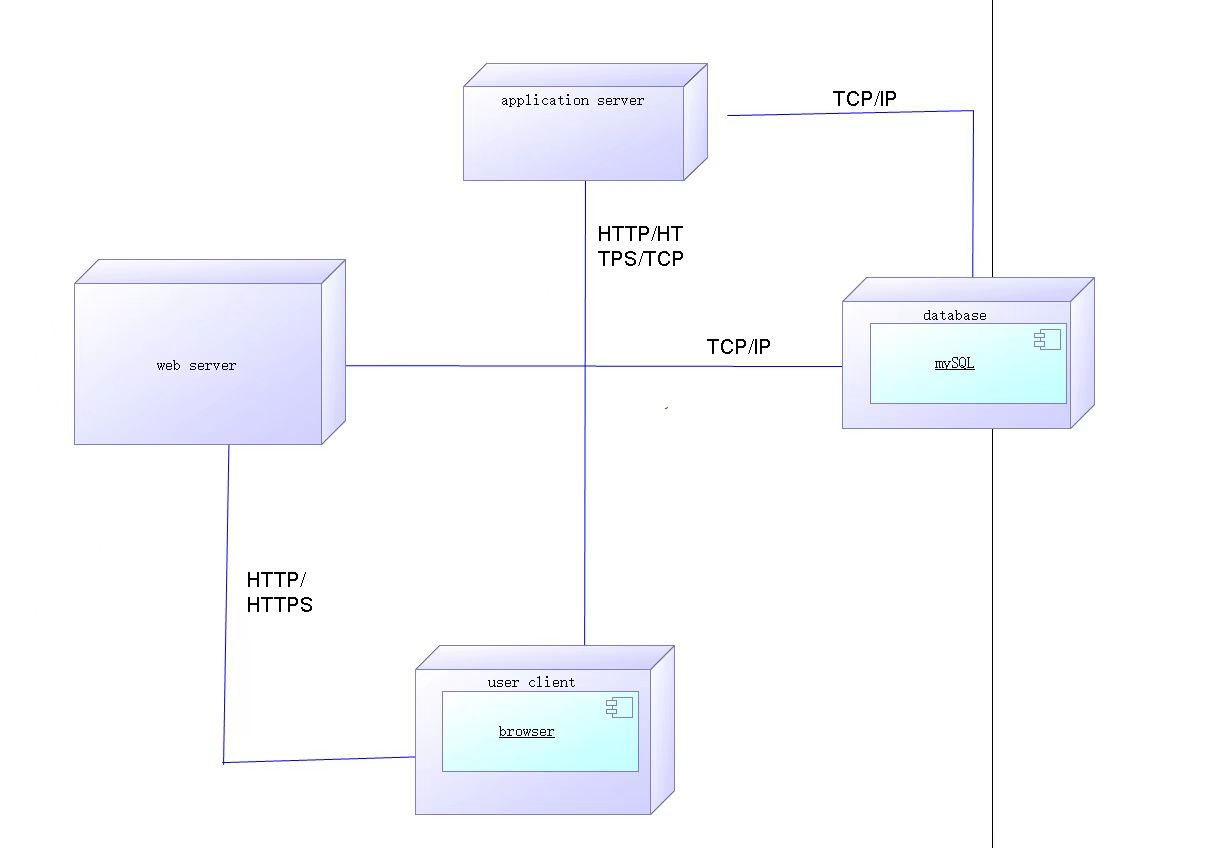 application server
TCP/IP
HTTP/HT
TPS/TCP
web server
TCP/IP
database
mySQL
HTTP/
HTTPS
user client
browser